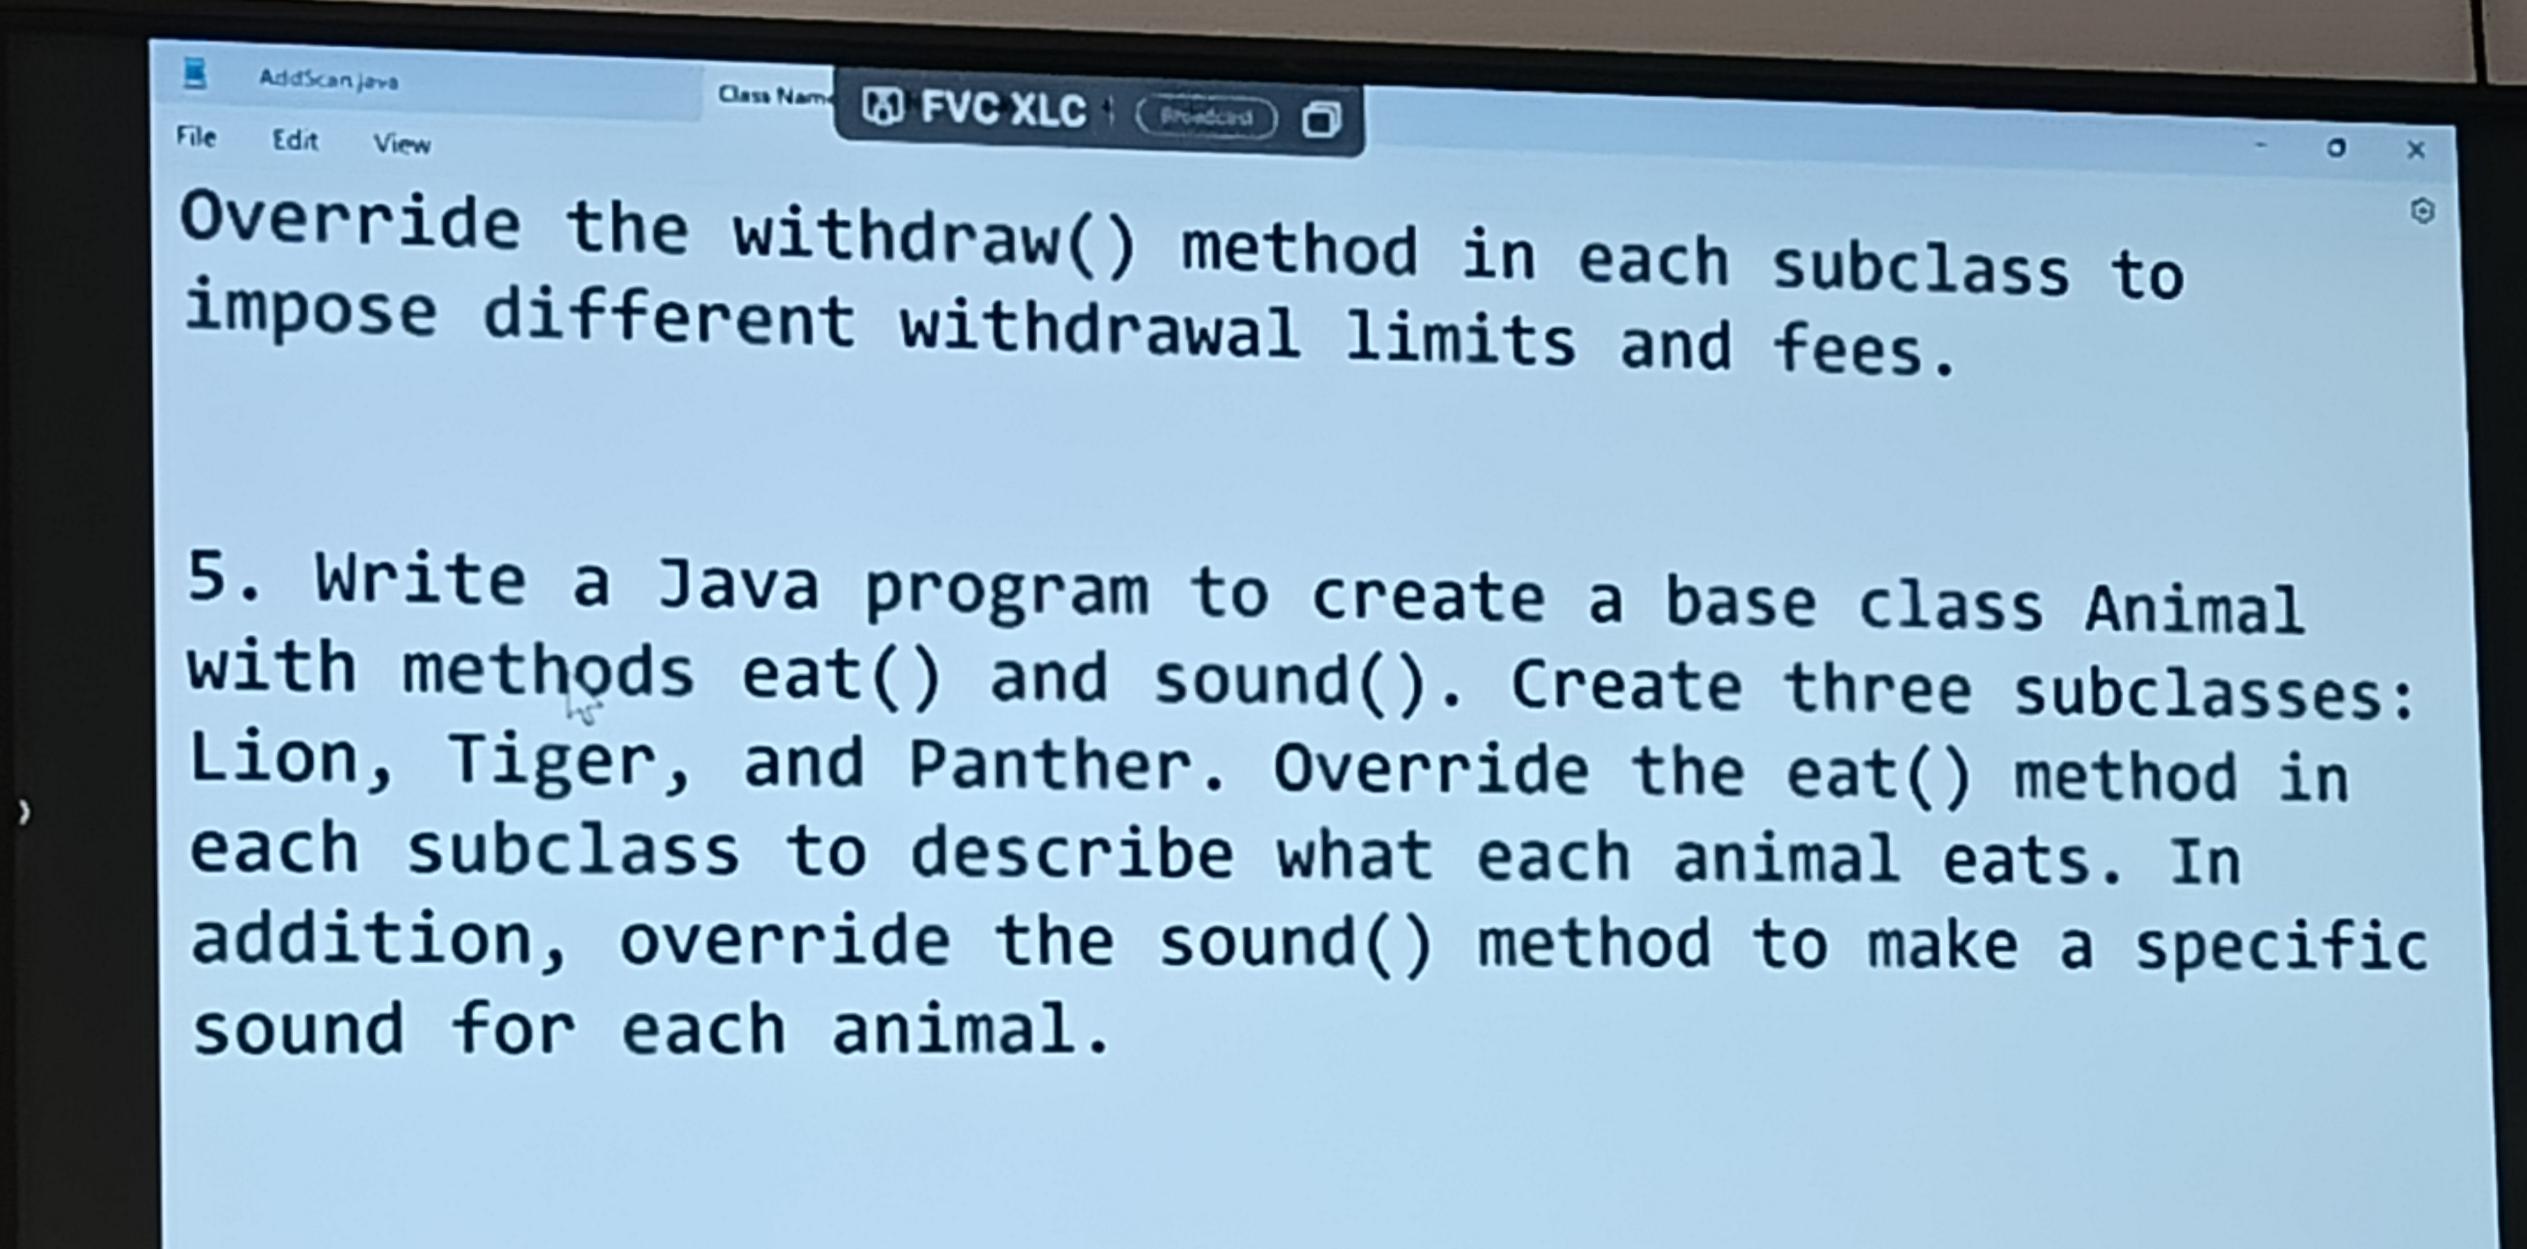 AddScan.java
Class Nam
FVC XLC
Broadcast
File Edit View
Override the withdraw() method in each subclass to
impose different withdrawal limits and fees.
5. Write a Java program to create a base class Animal
with methods eat() and sound(). Create three subclasses:
Lion, Tiger, and Panther. Override the eat() method in
each subclass to describe what each animal eats. In
addition, override the sound() method to make a specific
sound for each animal.